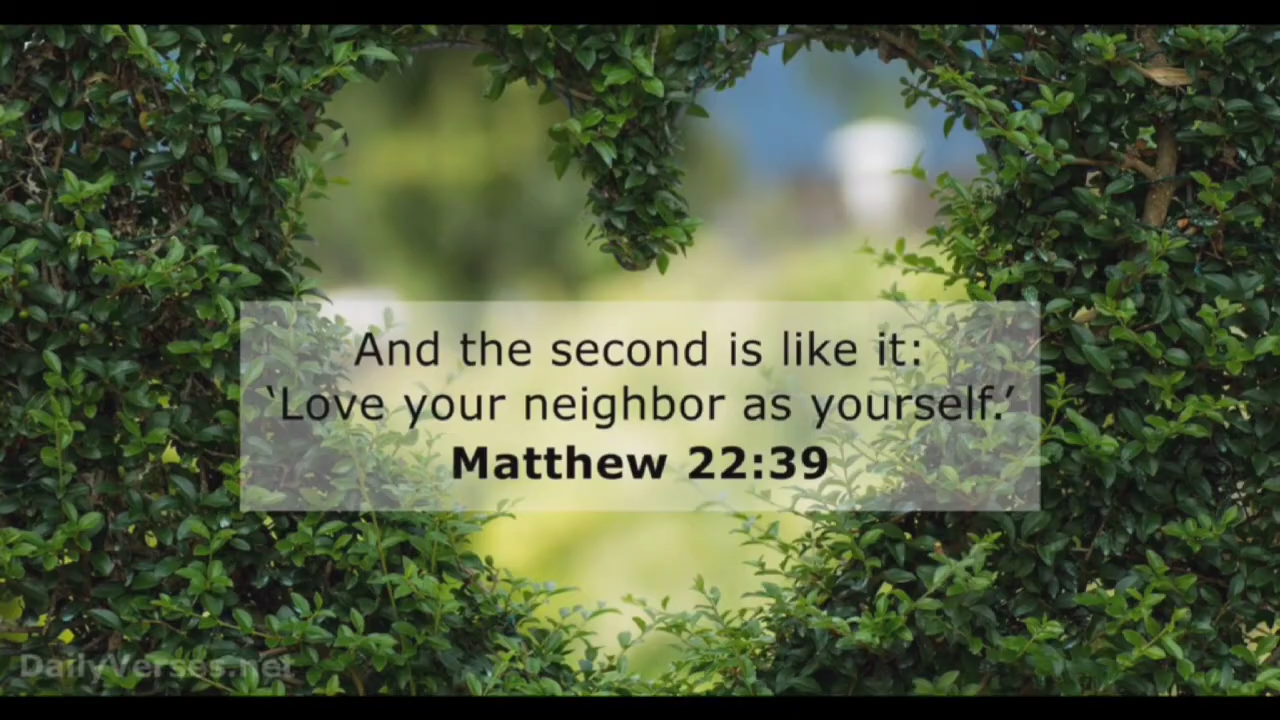 And the second is like it:
‘Love your neighbor as yourself.’
Matthew 22:39
DailyVerses.net